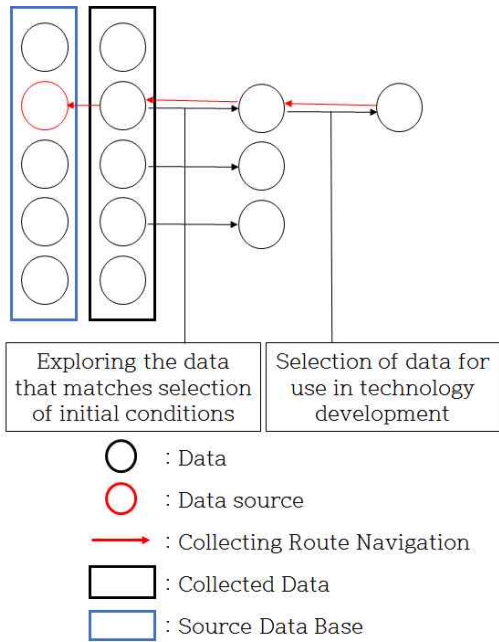 Exploring the data
that matches selection
of initial conditions
Selection of data for
use in technology
development
: Data
: Data source
: Collecting Route Navigation
: Collected Data
: Source Data Base